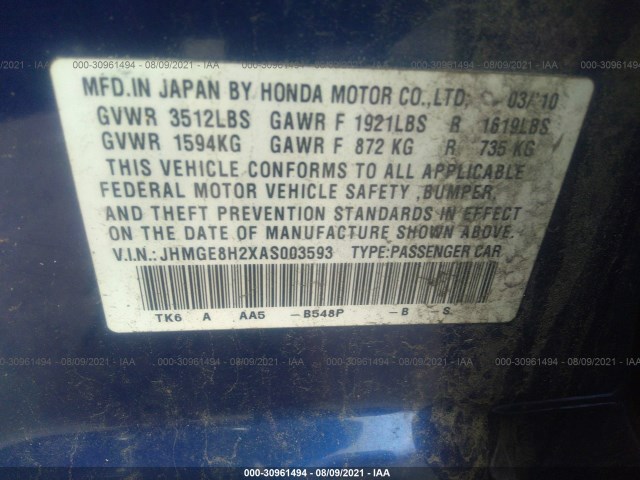 000-30961494 - 08/09/2021 - IAA
MFD.IN JAPAN BY HONDA MOTOR CO.,LTD. 03/10
GVWR 3512LBS GAWR F 1921LBS R 1619LBS
GVWR 1594KG GAWR F 872 KG R 735 KG
THIS VEHICLE CONFORMS TO ALL APPLICABLE
FEDERAL MOTOR VEHICLE SAFETY ,BUMPER,
AND THEFT PREVENTION STANDARDS IN EFFECT
ON THE DATE OF MANUFACTURE SHOWN ABOVE.
V.I.N.: JHMGE8H2XAS003593 TYPE:PASSENGER CAR
TK6 A AA5 -B548P -B S
000-30961494 - 08/09/2021 - IAA
000-30961494 - 08/09/2021 - IAA